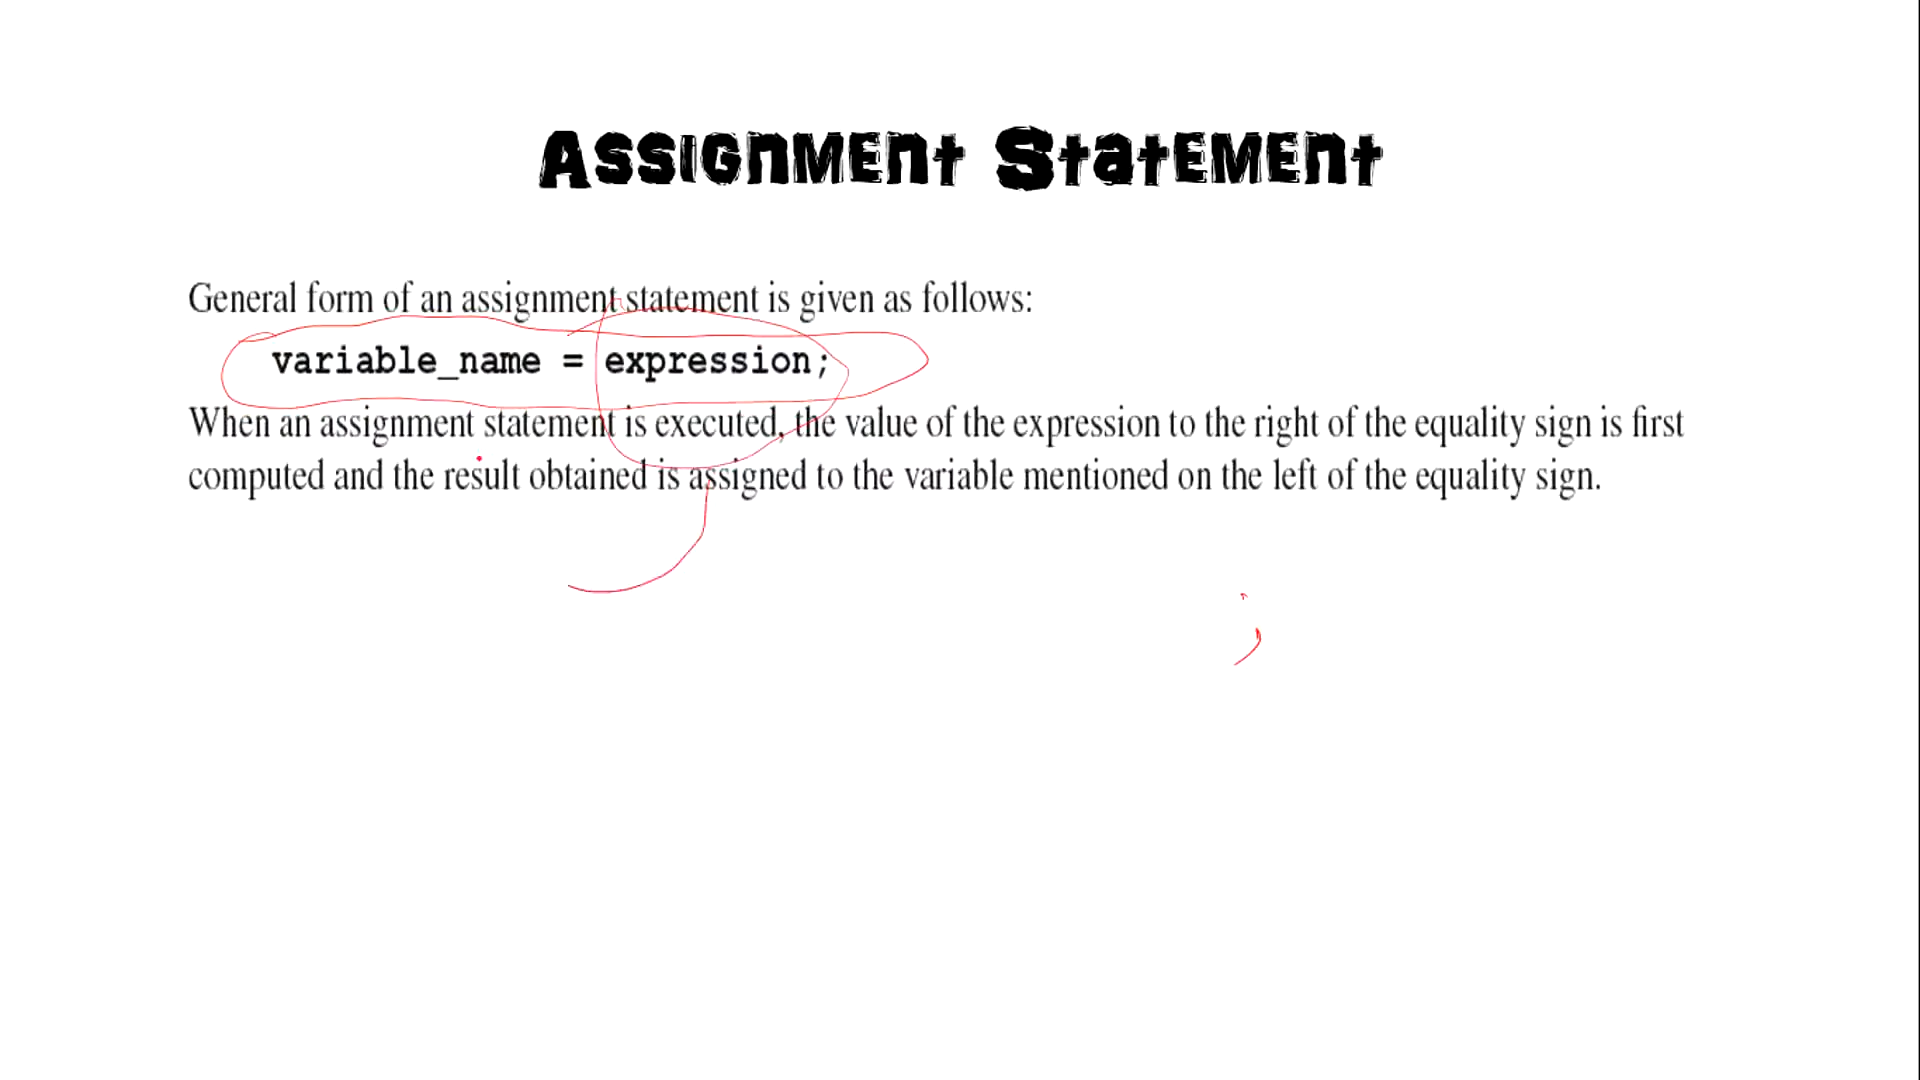 Assignment Statement
General form of an assignment statement is given as follows:
variable_name = expression;
When an assignment statement is executed, the value of the expression to the right of the equality sign is first
computed and the result obtained is assigned to the variable mentioned on the left of the equality sign.
;